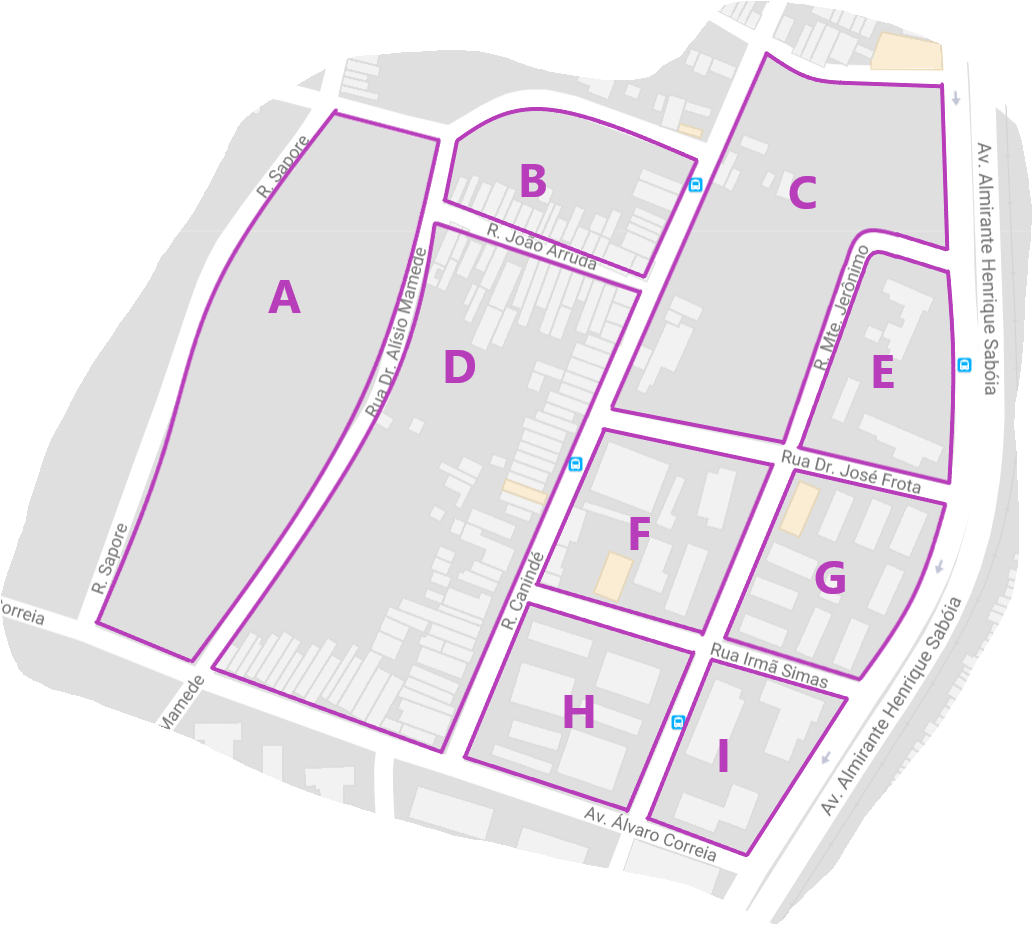 R. Sapore
B
C
Av. Almirante Henrique Sabóia
R. João Arruda
A
Rua Dr. Alísio Mamede
R. Mte. Jerônimo
D
E
Rua Dr. José Frota
F
R. Sapore
G
R. Canindé
orreia
Rua Irmã Simas
Mamede
H
I
Av. Almirante Henrique Sabóia
Av. Álvaro Correia